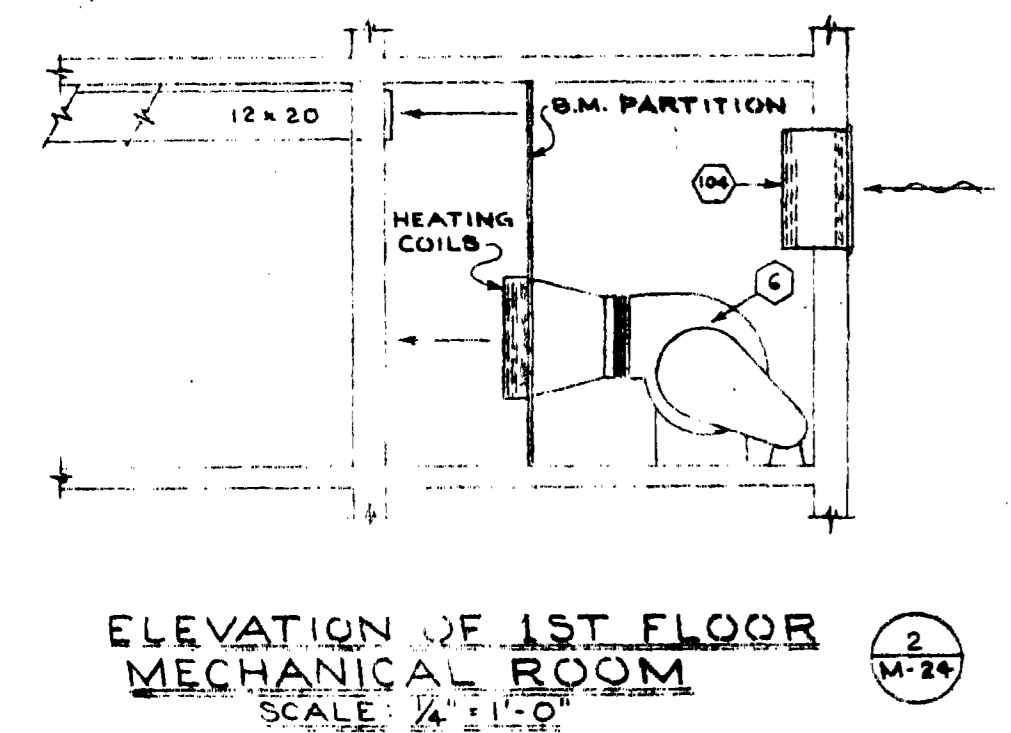 12 x 20
S.M. PARTITION
104
HEATING
COILS
6
ELEVATION OF 1ST FLOOR
MECHANICAL ROOM
SCALE: 1/4" = 1'-0"
2
M-24